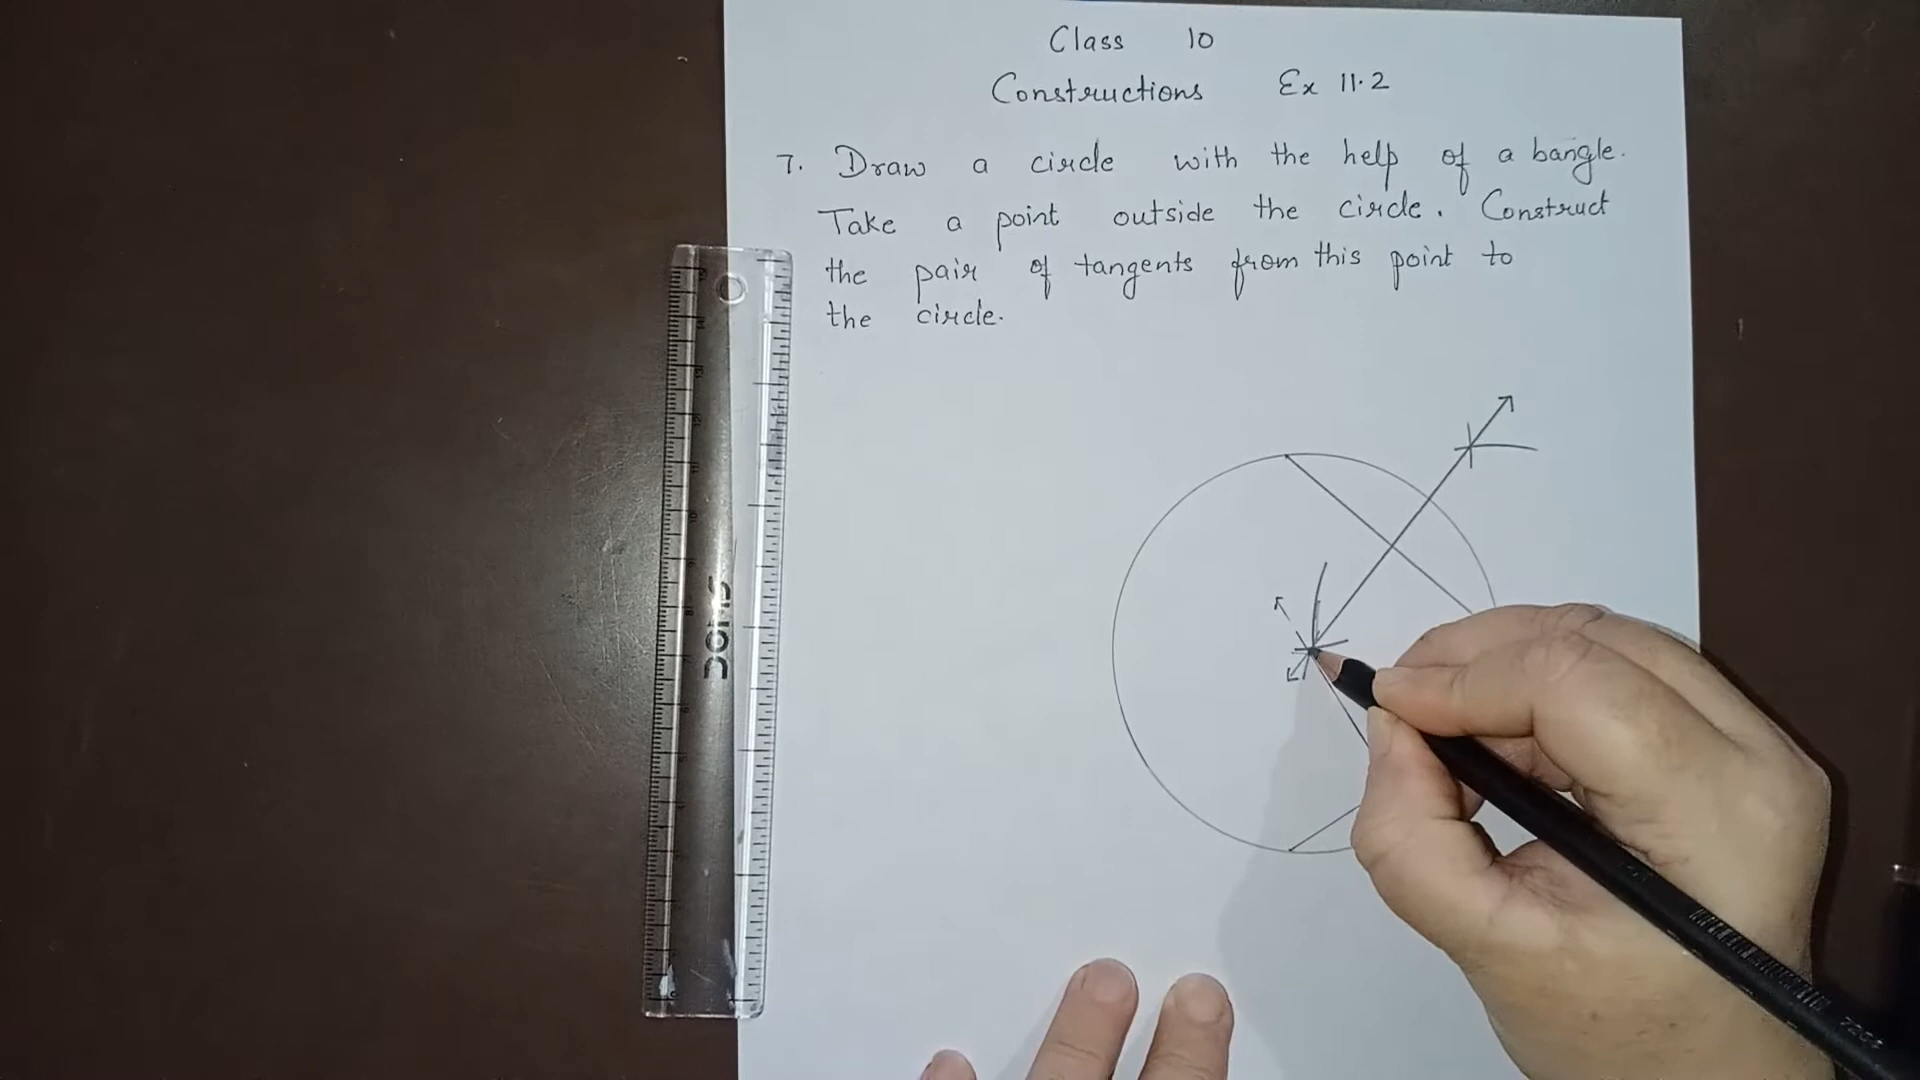 Class 10
Constructions Ex 11.2
7. Draw a circle with the help of a bangle.
Take a point outside the circle. Construct
the pair of tangents from this point to
the circle.
DOMS